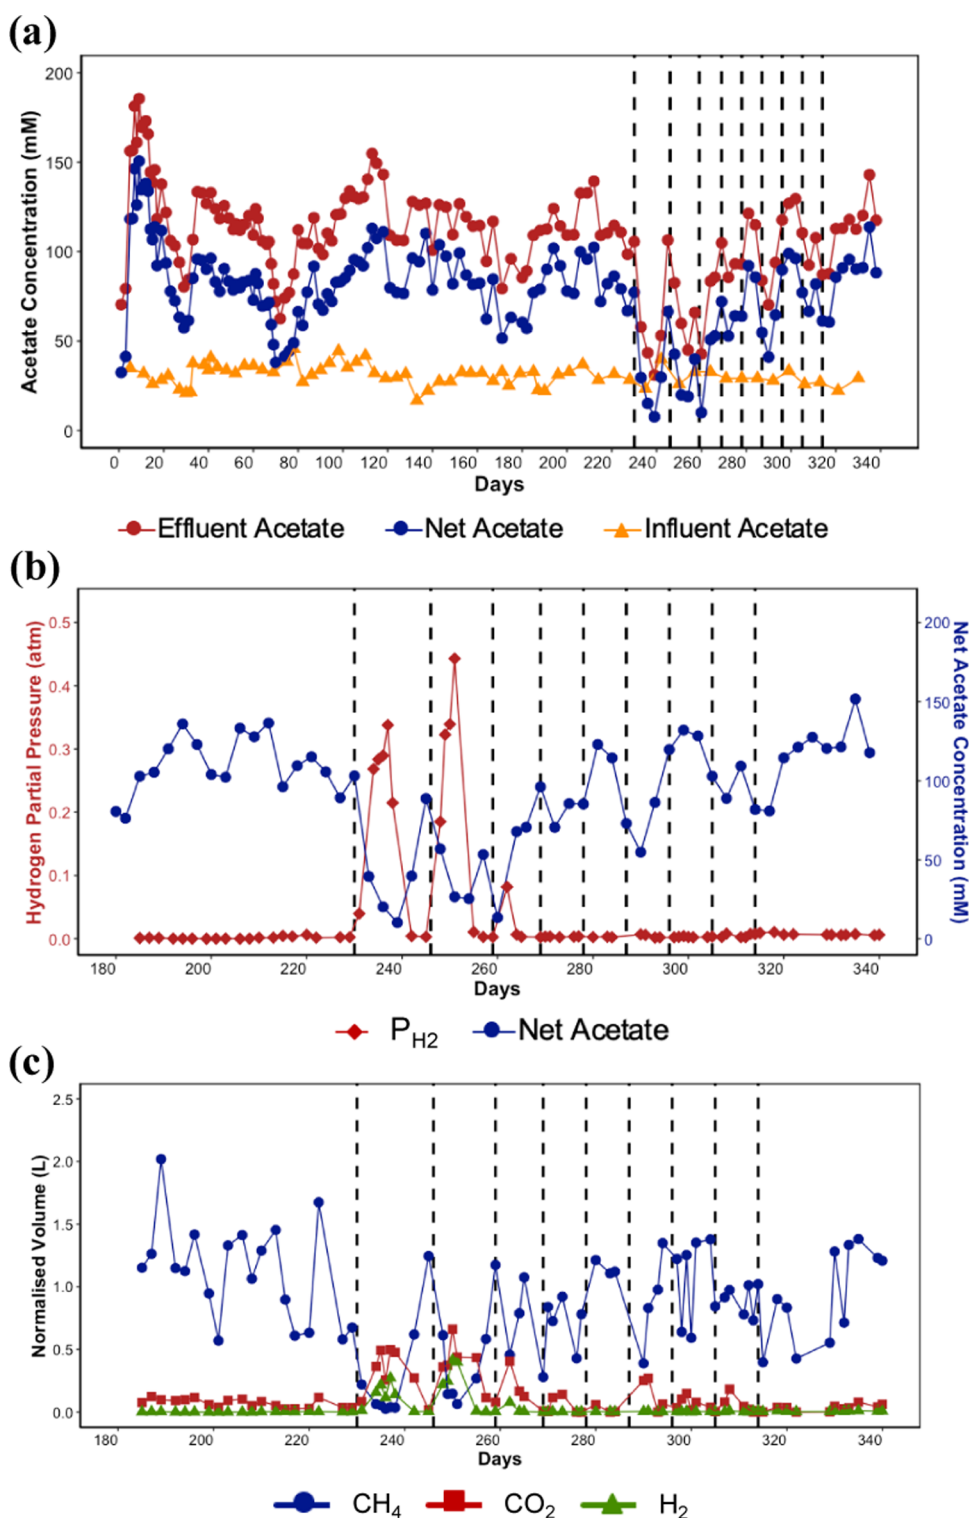 (a)
Acetate Concentration (mM)
200
150
100
50
0
0 20 40 60 80 100 120 140 160 180 200 220 240 260 280 300 320 340
Days
Effluent Acetate Net Acetate Influent Acetate
(b)
Hydrogen Partial Pressure (atm)
0.5
0.4
0.3
0.2
0.1
0.0
200
150
100
50
0
Net Acetate Concentration (mM)
180 200 220 240 260 280 300 320 340
Days
P_H2 Net Acetate
(c)
Normalised Volume (L)
2.5
2.0
1.5
1.0
0.5
0.0
180 200 220 240 260 280 300 320 340
Days
CH4 CO2 H2